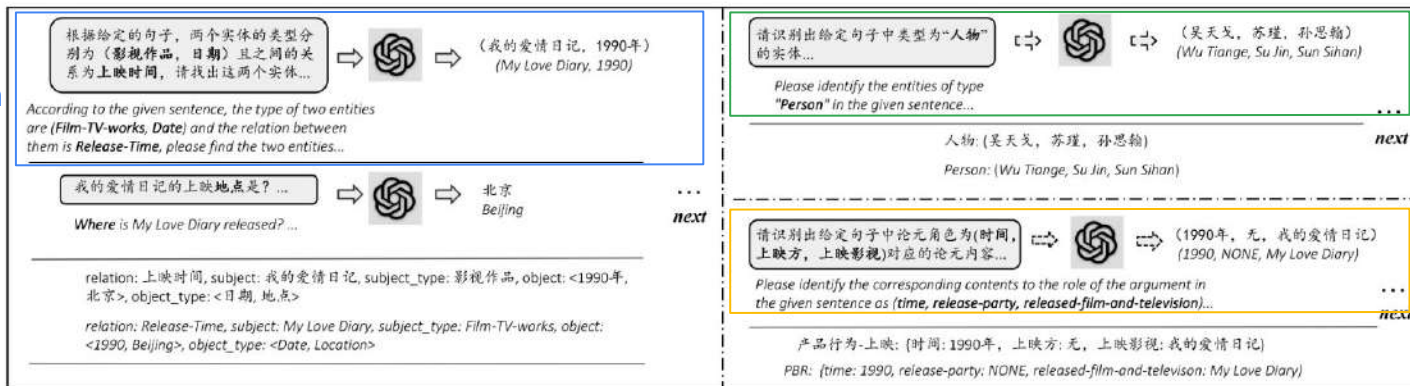 根据给定的句子，两个实体的类型分
别为（影视作品，日期）且之间的关
系为上映时间，请找出这两个实体...
（我的爱情日记，1990年）
(My Love Diary, 1990)
According to the given sentence, the type of two entities
are (Film-TV-works, Date) and the relation between
them is Release-Time, please find the two entities...
我的爱情日记的上映地点是？...
北京
Beijing
Where is My Love Diary released? ...
...
next
relation: 上映时间, subject: 我的爱情日记, subject_type: 影视作品, object: <1990年,
北京>, object_type: <日期, 地点>
relation: Release-Time, subject: My Love Diary, subject_type: Film-TV-works, object:
<1990, Beijing>, object_type: <Date, Location>
请识别出给定句子中类型为“人物”
的实体...
（吴天戈，苏瑾，孙思翰）
(Wu Tiange, Su Jin, Sun Sihan)
Please identify the entities of type
"Person" in the given sentence...
...
next
人物: (吴天戈，苏瑾，孙思翰)
Person: (Wu Tiange, Su Jin, Sun Sihan)
请识别出给定句子中论元角色为(时间,
上映方，上映影视)对应的论元内容...
（1990年，无，我的爱情日记）
(1990, NONE, My Love Diary)
Please identify the corresponding contents to the role of the argument in
the given sentence as (time, release-party, released-film-and-television)...
...
next
产品行为-上映: {时间: 1990年，上映方: 无，上映影视: 我的爱情日记}
PBR: {time: 1990, release-party: NONE, released-film-and-televison: My Love Diary}